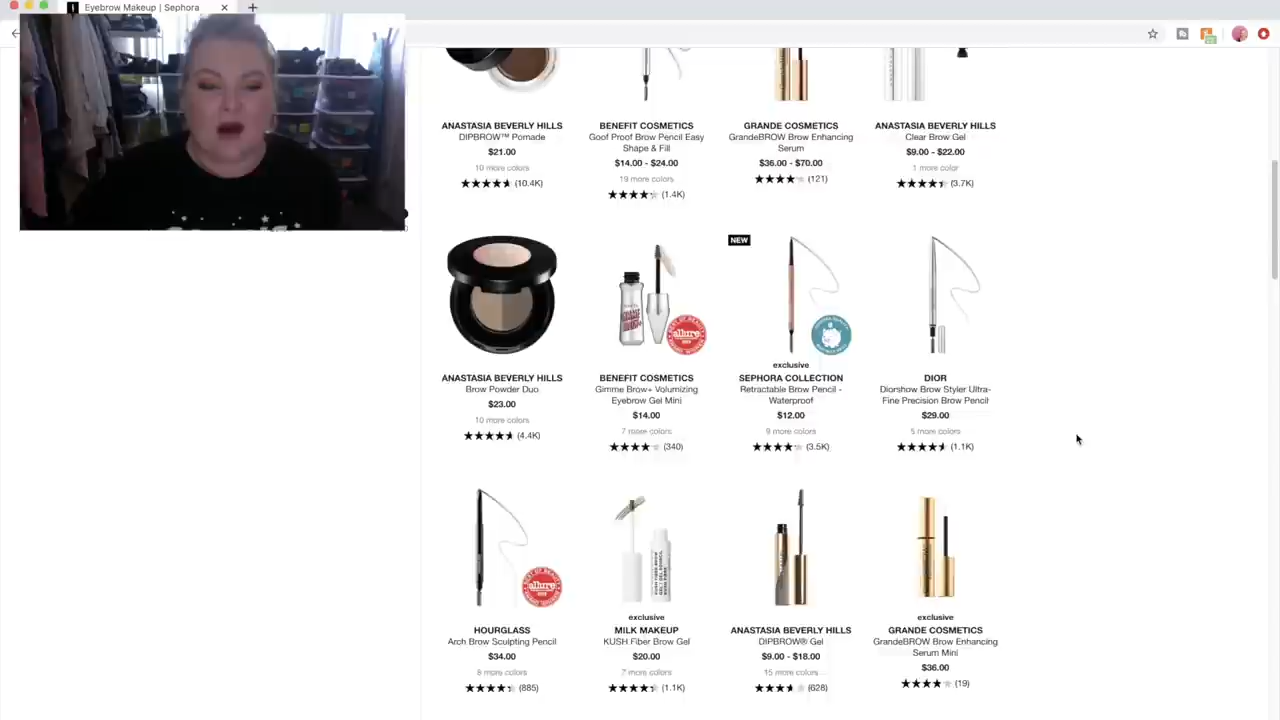 Eyebrow Makeup | Sephora
ANASTASIA BEVERLY HILLS
DIPBROW™ Pomade
$21.00
10 more colors
(10.4K)
BENEFIT COSMETICS
Goof Proof Brow Pencil Easy
Shape & Fill
$14.00 - $24.00
19 more colors
(1.4K)
GRANDE COSMETICS
GrandeBROW Brow Enhancing
Serum
$36.00 - $70.00
(121)
ANASTASIA BEVERLY HILLS
Clear Brow Gel
$9.00 - $22.00
1 more color
(3.7K)
ANASTASIA BEVERLY HILLS
Brow Powder Duo
$23.00
10 more colors
(4.4K)
allure
BENEFIT COSMETICS
Gimme Brow+ Volumizing
Eyebrow Gel Mini
$14.00
7 more colors
(340)
NEW
exclusive
SEPHORA COLLECTION
Retractable Brow Pencil -
Waterproof
$12.00
9 more colors
(3.5K)
DIOR
Diorshow Brow Styler Ultra-
Fine Precision Brow Pencil
$29.00
5 more colors
(1.1K)
allure
HOURGLASS
Arch Brow Sculpting Pencil
$34.00
8 more colors
(885)
exclusive
MILK MAKEUP
KUSH Fiber Brow Gel
$20.00
7 more colors
(1.1K)
ANASTASIA BEVERLY HILLS
DIPBROW® Gel
$9.00 - $18.00
15 more colors
(628)
exclusive
GRANDE COSMETICS
GrandeBROW Brow Enhancing
Serum Mini
$36.00
(19)